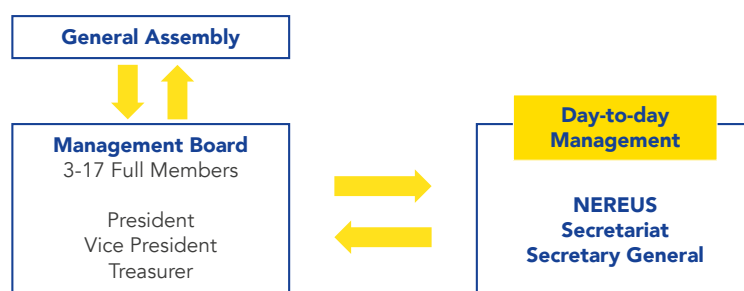 General Assembly
Management Board
3-17 Full Members
President
Vice President
Treasurer
Day-to-day
Management
NEREUS
Secretariat
Secretary General